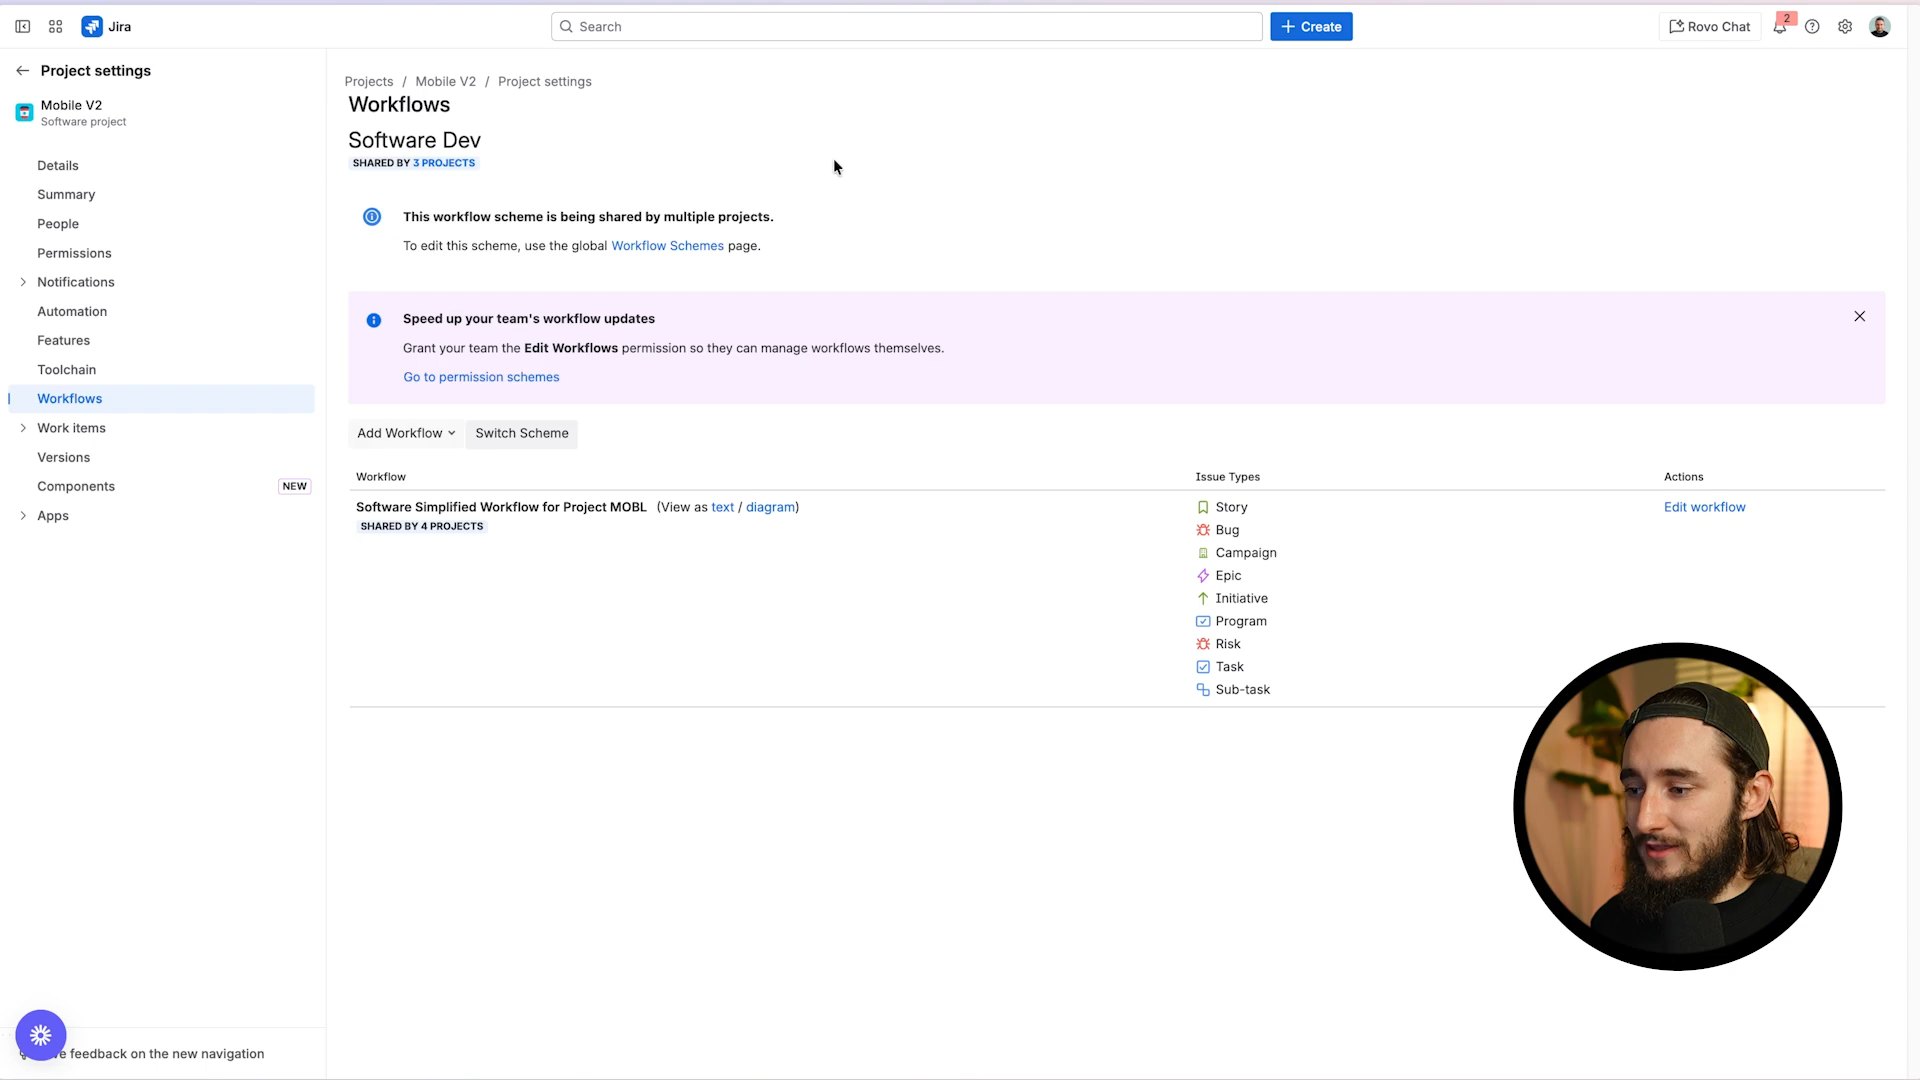 Jira
Search
Create
Rovo Chat
2
Project settings
Mobile V2
Software project
Details
Summary
People
Permissions
Notifications
Automation
Features
Toolchain
Workflows
Work items
Versions
Components
NEW
Apps
feedback on the new navigation
Projects / Mobile V2 / Project settings
Workflows
Software Dev
SHARED BY 3 PROJECTS
This workflow scheme is being shared by multiple projects.
To edit this scheme, use the global Workflow Schemes page.
Speed up your team's workflow updates
Grant your team the Edit Workflows permission so they can manage workflows themselves.
Go to permission schemes
Add Workflow
Switch Scheme
Workflow
Issue Types
Actions
Software Simplified Workflow for Project MOBL (View as text / diagram)
SHARED BY 4 PROJECTS
Story
Bug
Campaign
Epic
Initiative
Program
Risk
Task
Sub-task
Edit workflow